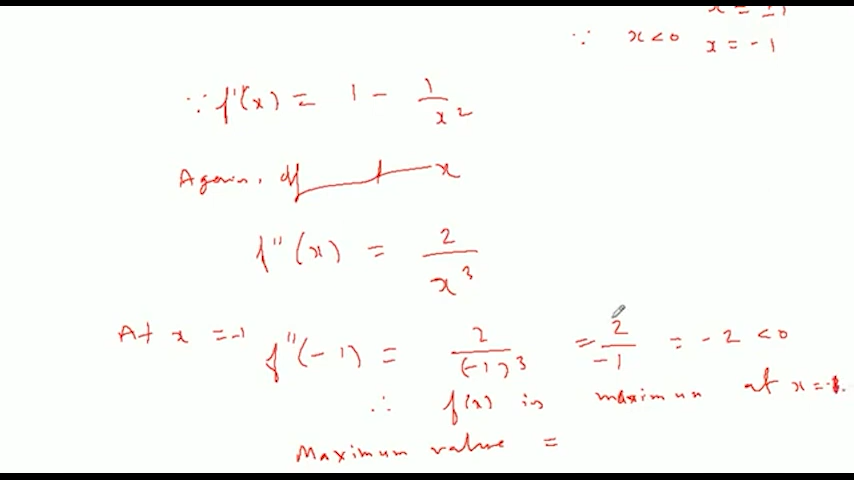 x = ±1
∵ x<0 x = -1
∵ f'(x) = 1 - 1/x²
Again, x
f''(x) = 2/x³
At x = -1 f''(-1) = 2/(-1)³ = 2/-1 = -2 <0
∴ f(x) is maximum at x = -1.
Maximum value =